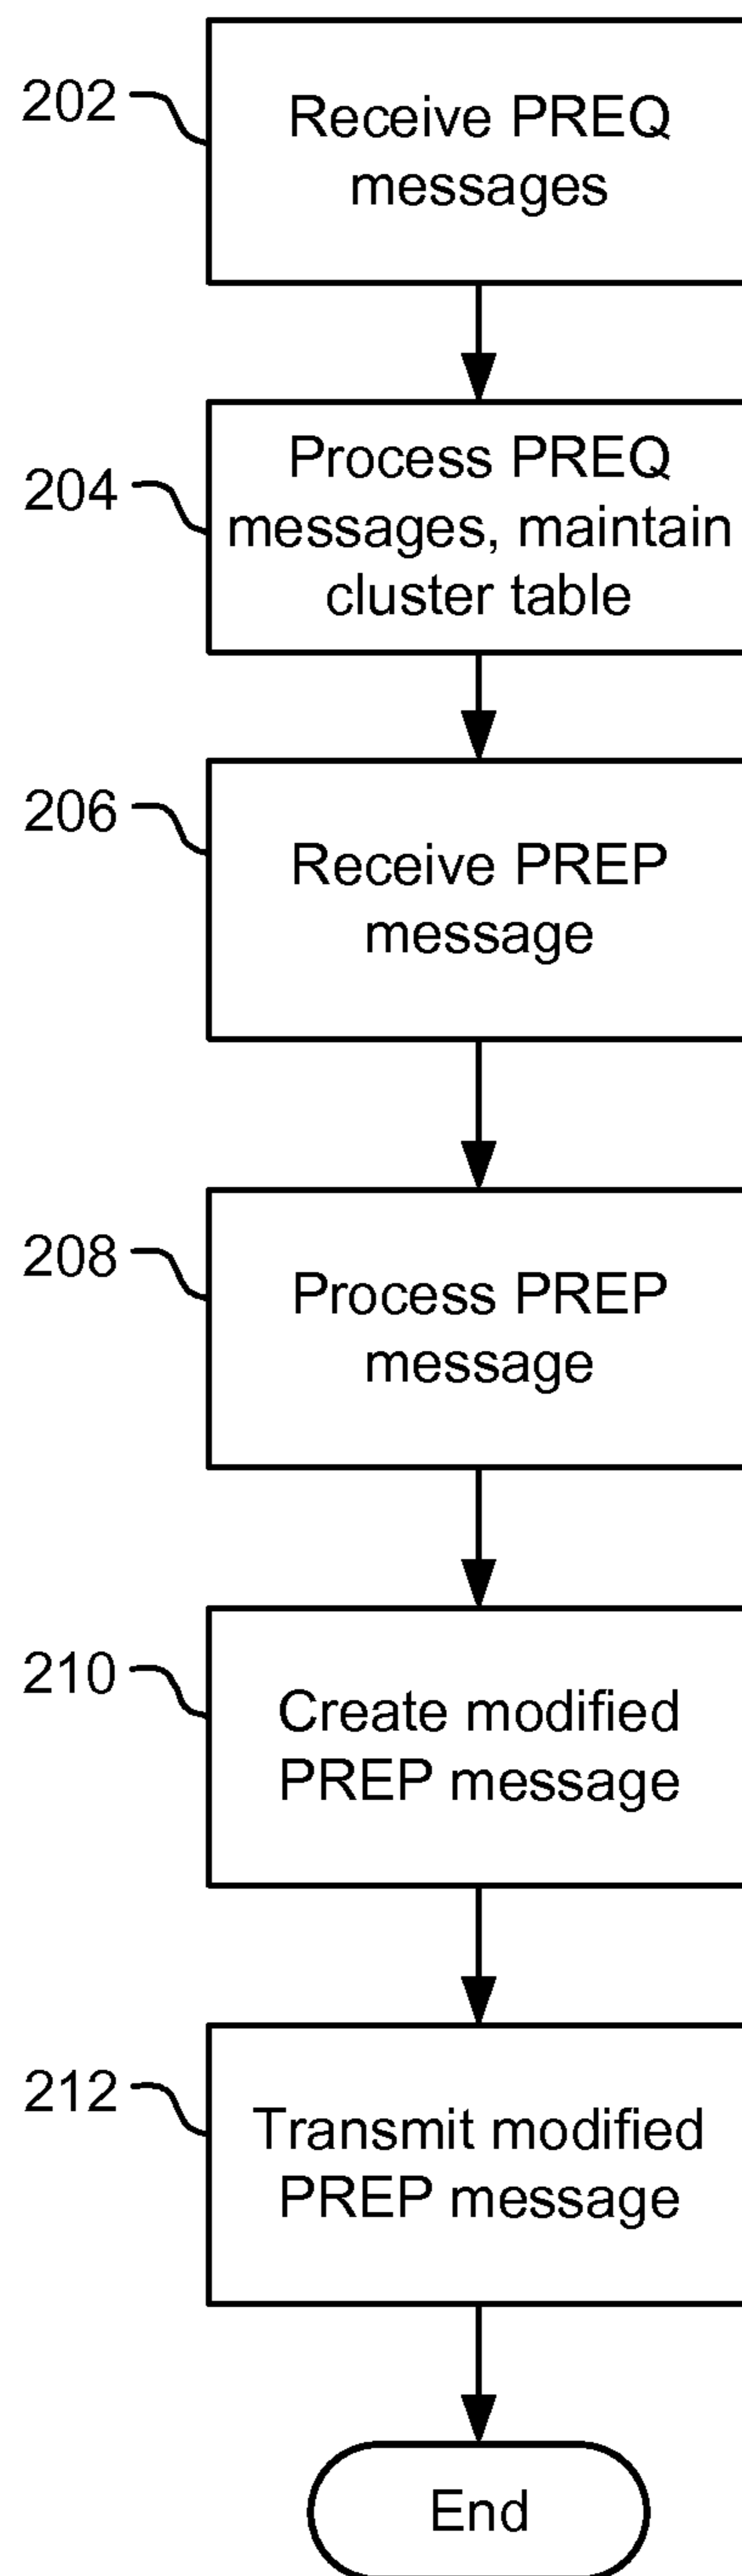 202
Receive PREQ
messages
204
Process PREQ
messages, maintain
cluster table
206
Receive PREP
message
208
Process PREP
message
210
Create modified
PREP message
212
Transmit modified
PREP message
End